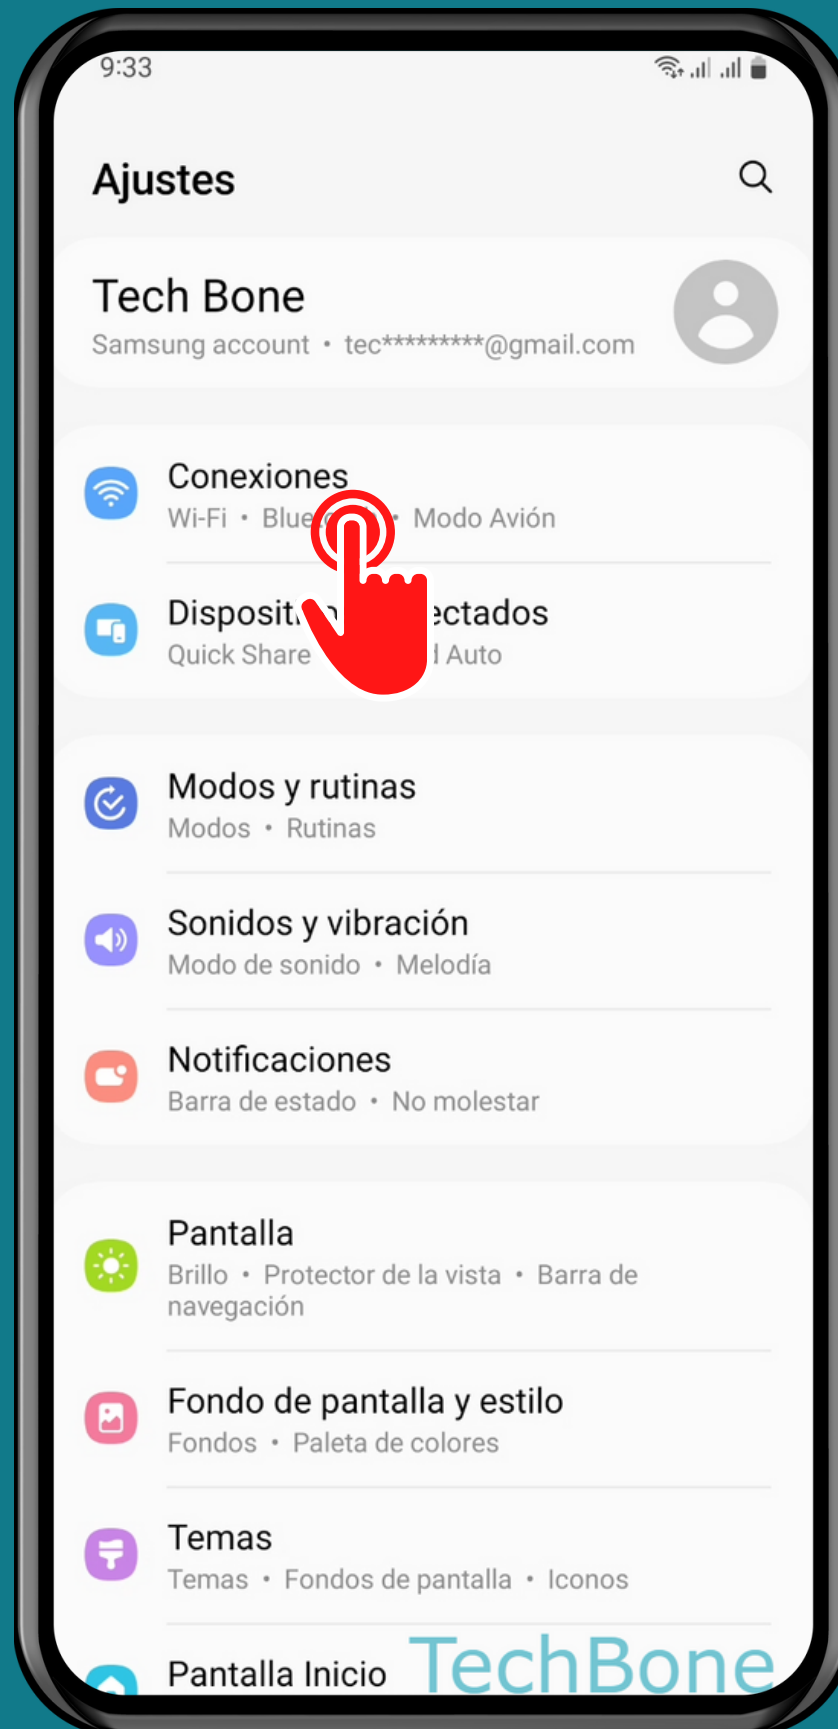 9:33
Ajustes
Tech Bone
Samsung account • tec*********@gmail.com
Conexiones
Wi-Fi • • Modo Avión
Quick Share Auto
Modos y rutinas
Modos • Rutinas
Sonidos y vibración
Modo de sonido • Melodía
Notificaciones
Barra de estado • No molestar
Pantalla
Brillo • Protector de la vista • Barra de
navegación
Fondo de pantalla y estilo
Fondos • Paleta de colores
Temas
Temas • Fondos de pantalla • Iconos
Pantalla Inicio
TechBone